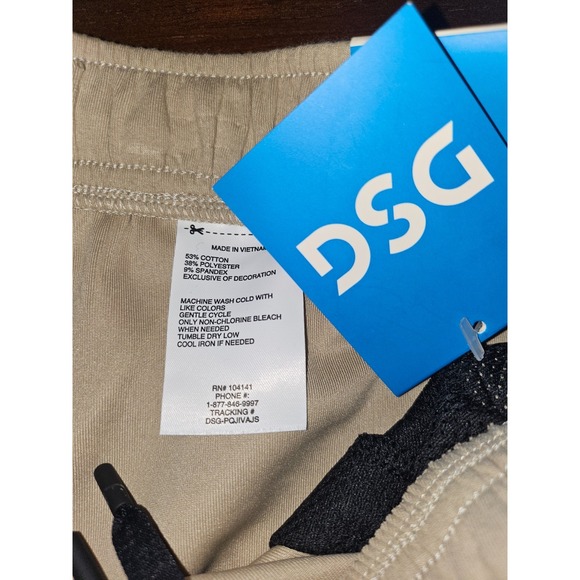 DSG
MADE IN VIETNAM
53% COTTON
38% POLYESTER
9% SPANDEX
EXCLUSIVE OF DECORATION
MACHINE WASH COLD WITH
LIKE COLORS
GENTLE CYCLE
ONLY NON-CHLORINE BLEACH
WHEN NEEDED
TUMBLE DRY LOW
COOL IRON IF NEEDED
RN# 104141
PHONE #:
1-877-846-9997
TRACKING #
DSG-PQJIVAJS